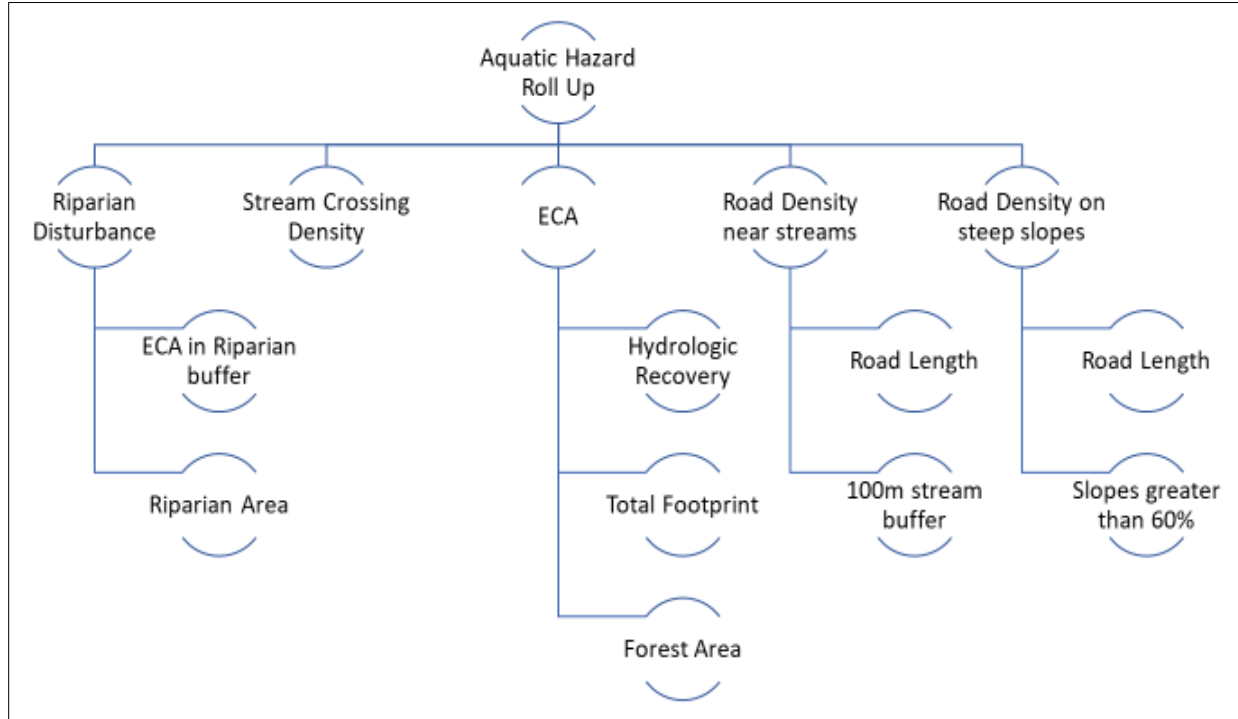 Aquatic Hazard
Roll Up
Riparian
Disturbance
Stream Crossing
Density
ECA
Road Density
near streams
Road Density on
steep slopes
ECA in Riparian
buffer
Hydrologic
Recovery
Road Length
Road Length
Riparian Area
Total Footprint
100m stream
buffer
Slopes greater
than 60%
Forest Area